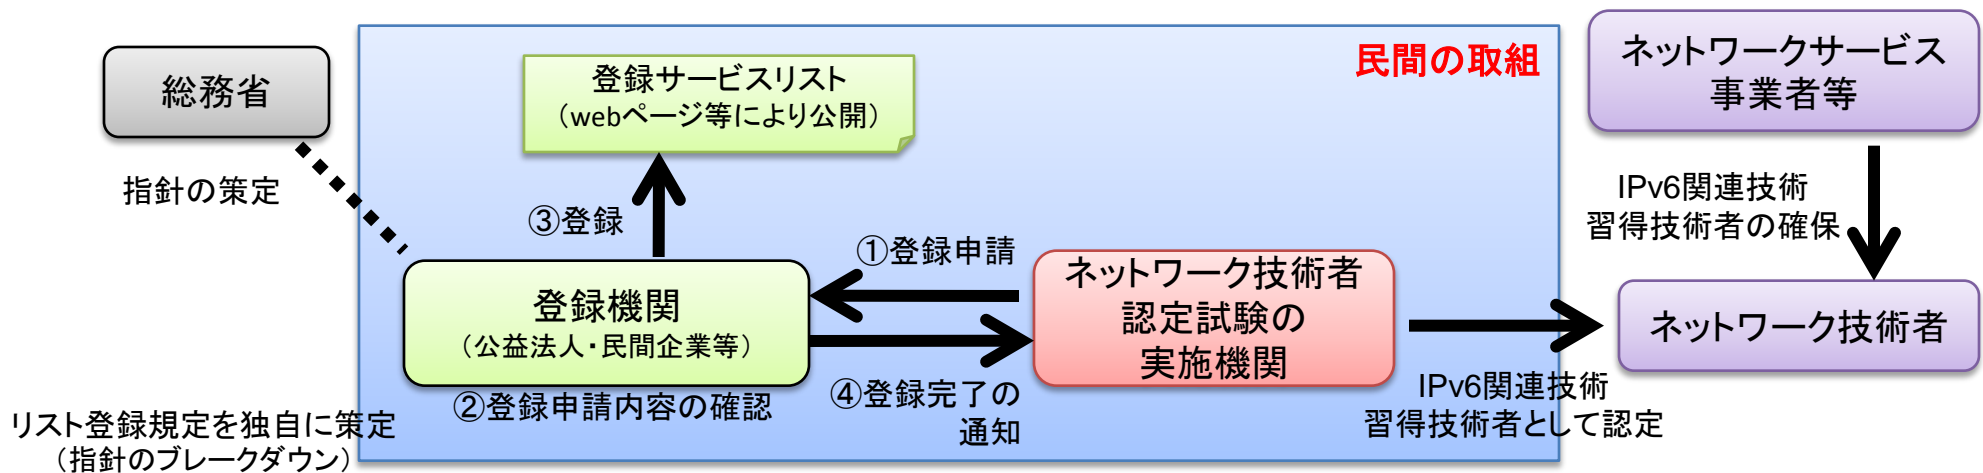 総務省
指針の策定
民間の取組
登録サービスリスト
（webページ等により公開）
③登録
①登録申請
登録機関
（公益法人・民間企業等）
②登録申請内容の確認
ネットワーク技術者
認定試験の
実施機関
④登録完了の
通知
リスト登録規定を独自に策定
（指針のブレークダウン）
ネットワークサービス
事業者等
IPv6関連技術
習得技術者の確保
ネットワーク技術者
IPv6関連技術
習得技術者として認定